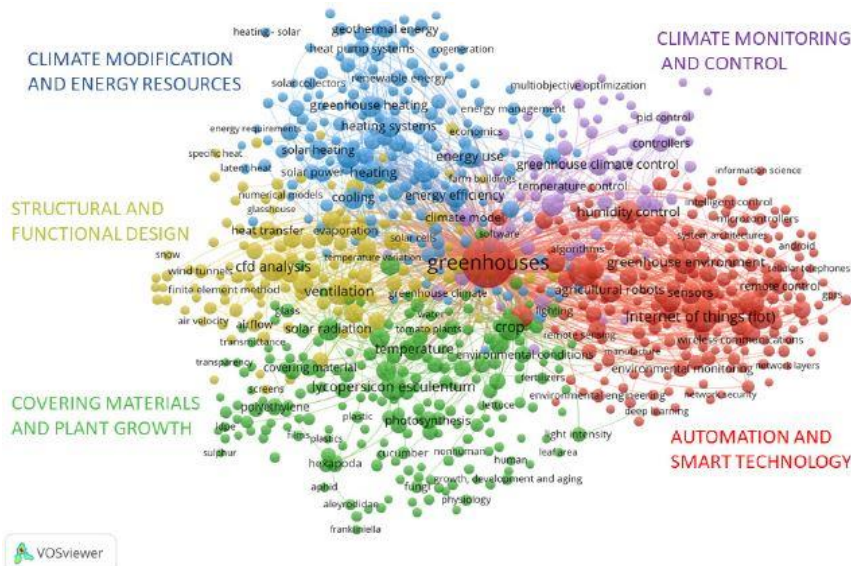 heating - solar
geothermal energy
CLIMATE MODIFICATION
AND ENERGY RESOURCES
CLIMATE MONITORING
AND CONTROL
heat pump systems
cogeneration
solar collectors
renewable energy
multiobjective optimization
greenhouse heating
energy management
pid control
energy requirements
heating systems
economics
controllers
specific heat
solar heating
energy use
greenhouse climate control
information science
latent heat
solar power
heating
farm buildings
temperature control
numerical models
cooling
energy efficiency
intelligent control
STRUCTURAL AND
FUNCTIONAL DESIGN
glasshouse
climate model
humidity control
microcontrollers
heat transfer
evaporation
solar cells
software
system architectures
android
snow
cfd analysis
temperature variation
greenhouses
algorithms
greenhouse environment
cellular telephones
wind tunnels
finite element method
ventilation
greenhouse climate
agricultural robots
sensors
remote control
gprs
glass
water
lighting
internet of things (iot)
air velocity
airflow
solar radiation
tomato plants
crop
remote sensing
wireless communications
transmittance
temperature
environmental conditions
manufacture
transparency
covering material
environmental monitoring
network layers
screens
lycopersicon esculentum
fertilizers
COVERING MATERIALS
AND PLANT GROWTH
polyethylene
plastic
lettuce
environmental engineering
network security
photosynthesis
deep learning
films
plastics
light intensity
AUTOMATION AND
SMART TECHNOLOGY
sulphur
cucumber
nonhuman
human
leaf area
hexapoda
aphid
fungi
growth, development and aging
aleyrodidae
physiology
frankliniella
VOSviewer